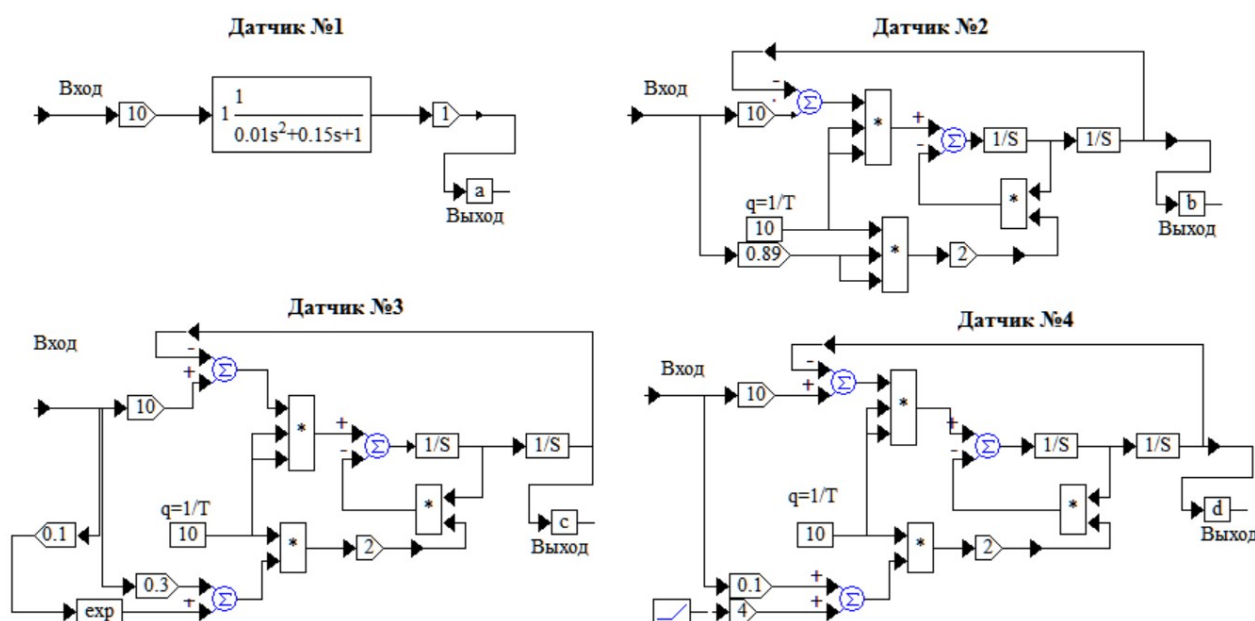 Датчик №1
Вход
10
1
1
0.01s²+0.15s+1
1
a
Выход
Датчик №2
Вход
-
10
*
+
-
1/S
1/S
*
b
Выход
q=1/T
10
0.89
*
2
Датчик №3
Вход
-
+
10
*
+
-
1/S
1/S
*
c
Выход
q=1/T
10
*
2
0.1
0.3
+
+
exp
Датчик №4
Вход
-
+
10
*
+
-
1/S
1/S
*
d
Выход
q=1/T
10
*
2
0.1
+
+
4